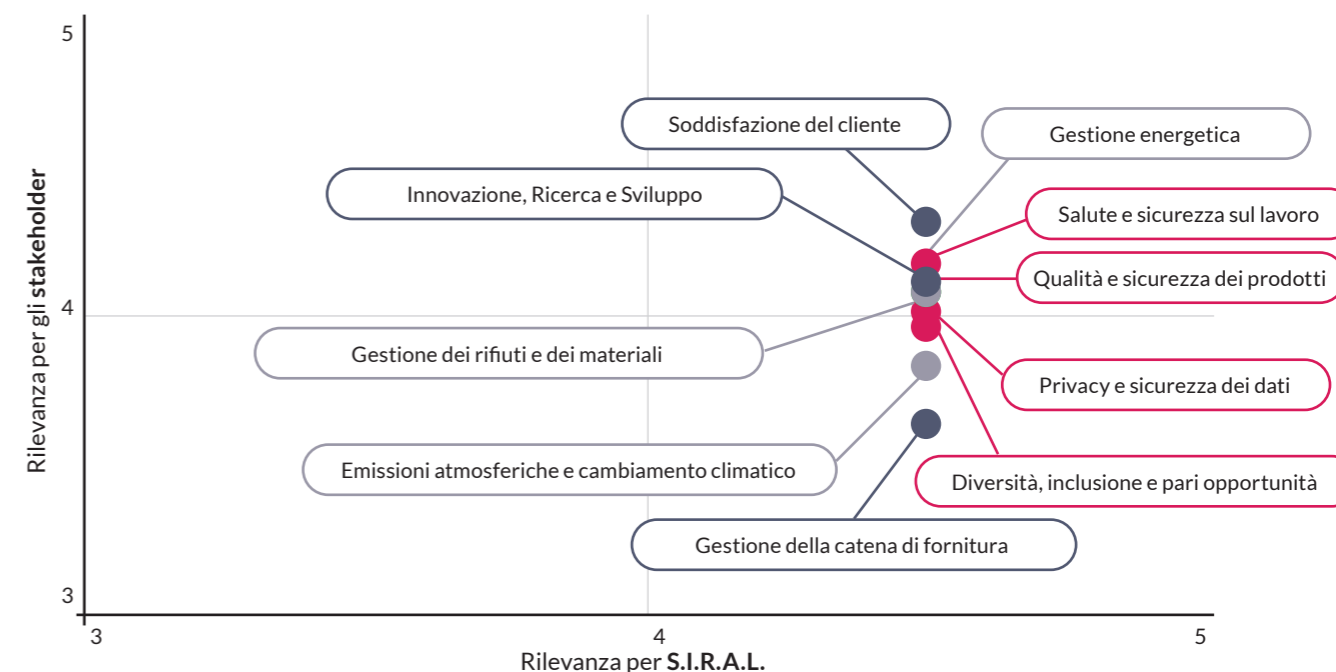 5
Soddisfazione del cliente
Gestione energetica
Innovazione, Ricerca e Sviluppo
Salute e sicurezza sul lavoro
Qualità e sicurezza dei prodotti
Rilevanza per gli stakeholder
4
Gestione dei rifiuti e dei materiali
Privacy e sicurezza dei dati
Emissioni atmosferiche e cambiamento climatico
Diversità, inclusione e pari opportunità
Gestione della catena di fornitura
3
3
4
5
Rilevanza per S.I.R.A.L.